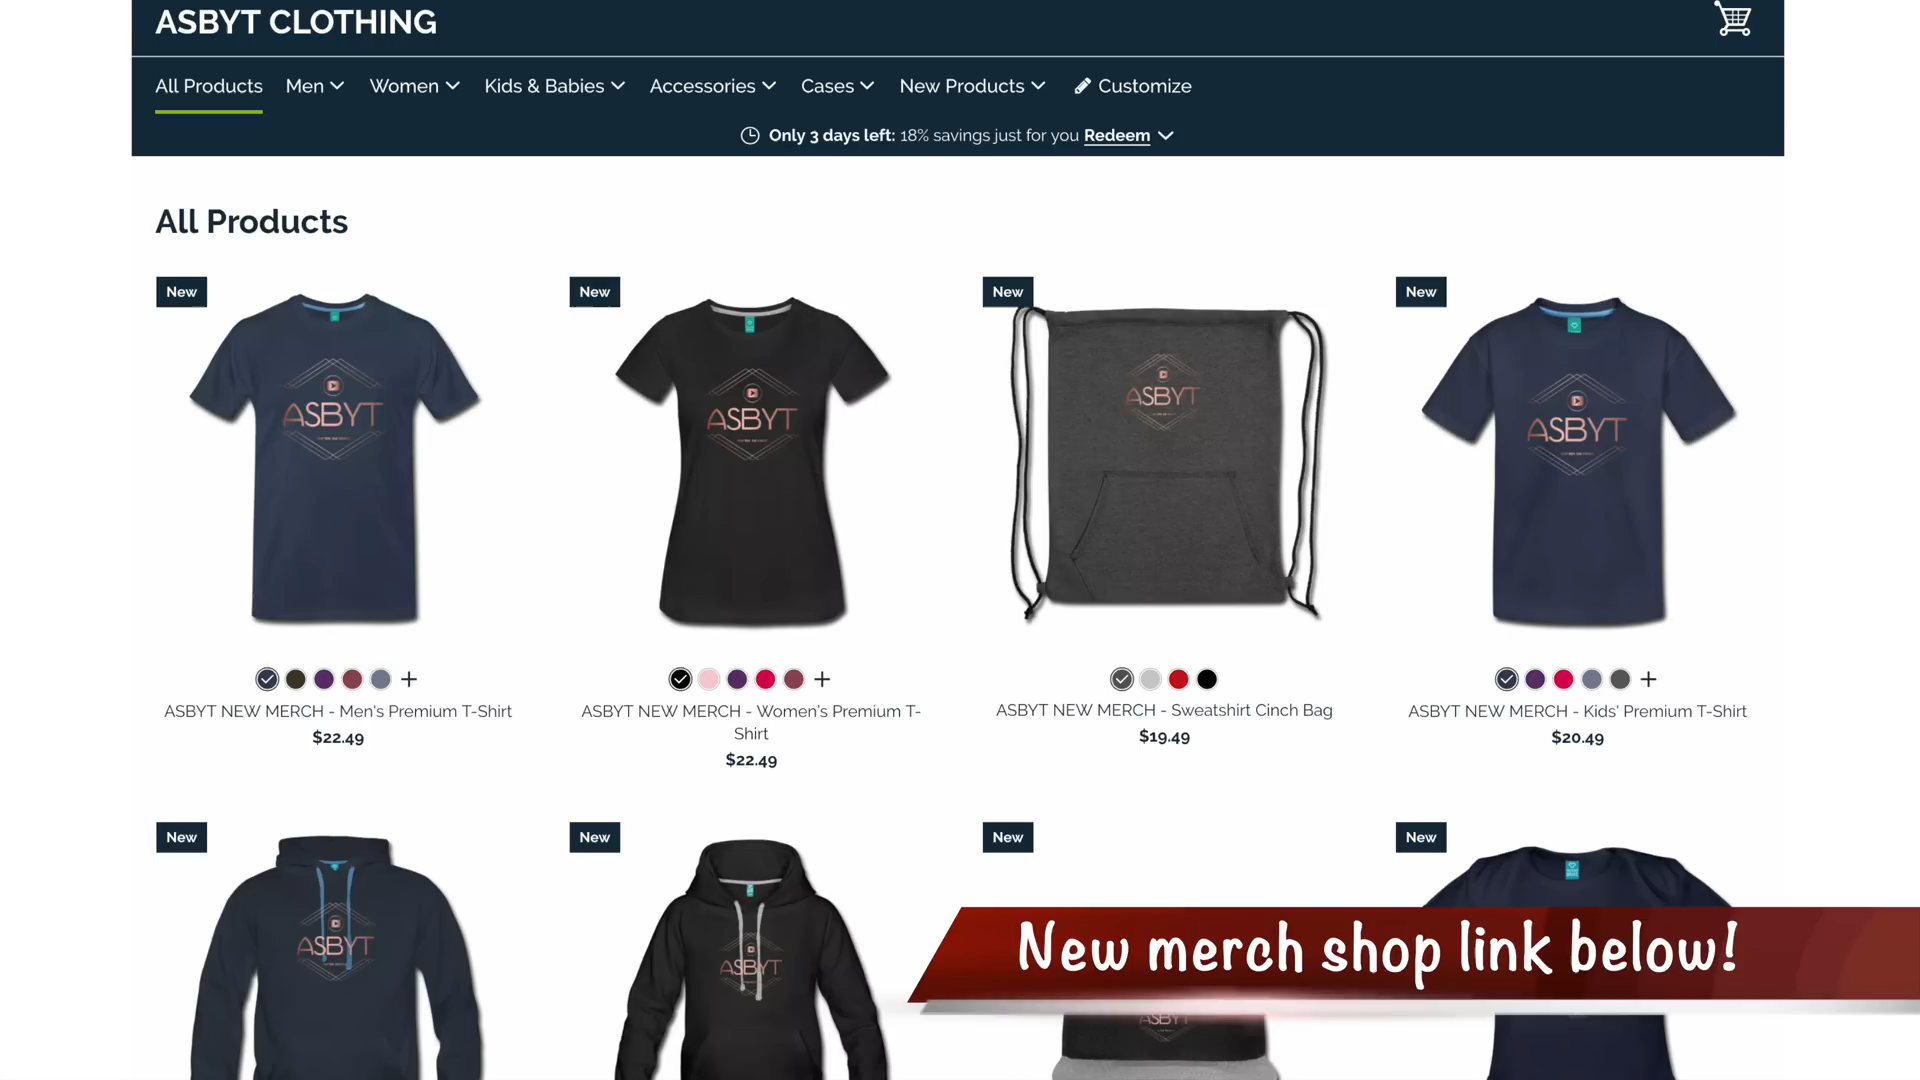 ASBYT CLOTHING
All Products Men Women Kids & Babies Accessories Cases New Products Customize
Only 3 days left: 18% savings just for you Redeem
All Products
New New New New
ASBYT ASBYT ASBYT ASBYT
ASBYT NEW MERCH - Men's Premium T-Shirt
$22.49
ASBYT NEW MERCH - Women's Premium T-
Shirt
$22.49
ASBYT NEW MERCH - Sweatshirt Cinch Bag
$19.49
ASBYT NEW MERCH - Kids' Premium T-Shirt
$20.49
New New New New
ASBYT ASBYT
New merch shop link below!
ASBYT